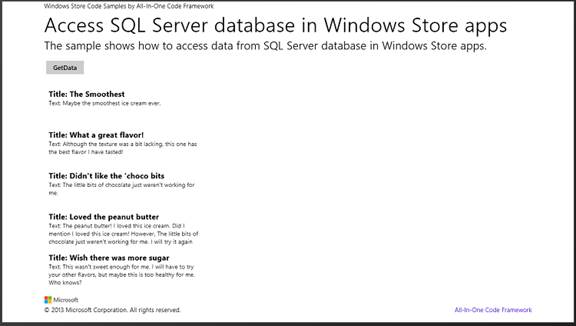 Windows Store Code Samples by All-In-One Code Framework
Access SQL Server database in Windows Store apps
The sample shows how to access data from SQL Server database in Windows Store apps.
GetData
Title: The Smoothest
Text: Maybe the smoothest ice cream ever.
Title: What a great flavor!
Text: Although the texture was a bit lacking, this one has
the best flavor I have tasted!
Title: Didn't like the 'choco bits
Text: The little bits of chocolate just weren't working for
me.
Title: Loved the peanut butter
Text: The peanut butter! I loved this ice cream. Did I
mention I loved this ice cream! However, The little bits of
chocolate just weren't working for me. I will try it again
Title: Wish there was more sugar
Text: This wasn't sweet enough for me. I will have to try
your other flavors, but maybe this is too healthy for me.
Who knows?
Microsoft
© 2013 Microsoft Corporation. All rights reserved.
All-In-One Code Framework